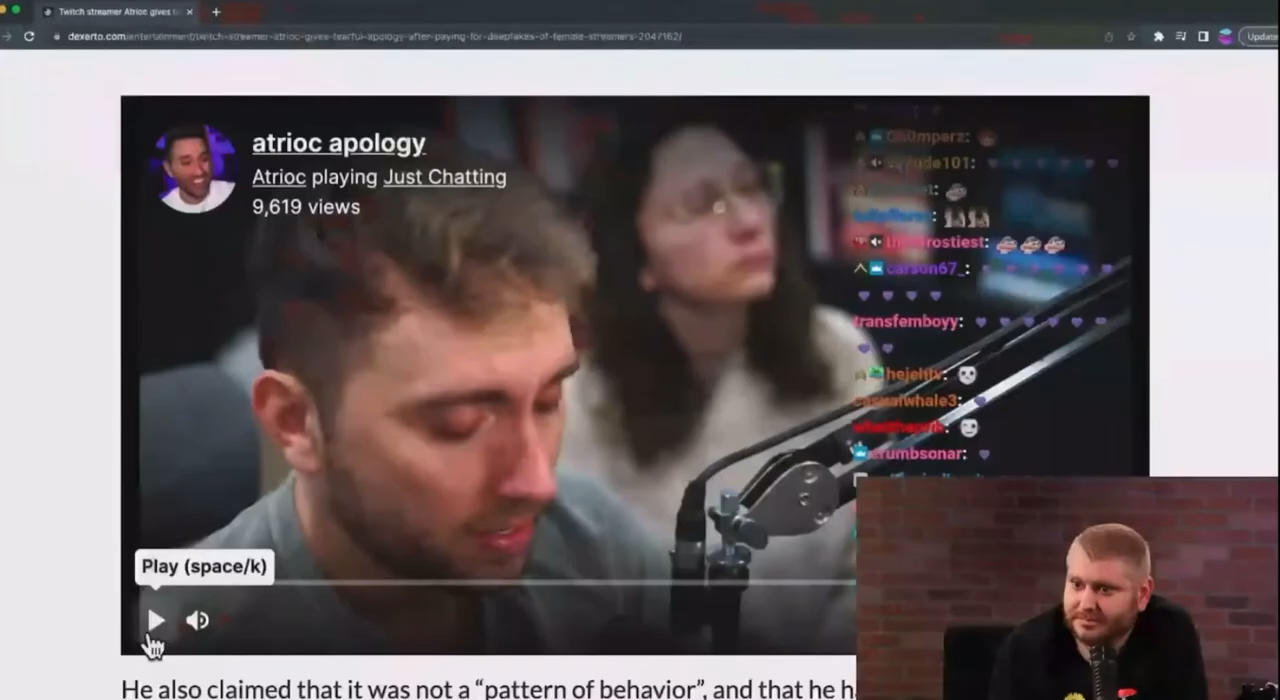 Twitch streamer Atrioc gives
dexerto.com/entertainment/twitch-streamer-atrioc-gives-tearful-apology-after-paying-for-deepfakes-of-female-streamers-2047162/
Update
atrioc apology
Atrioc playing Just Chatting
9,619 views
carson67_:
transfemboyy:
hejehtv:
casualwhale3:
crumbsonar:
Play (space/k)
He also claimed that it was not a “pattern of behavior”, and that he h